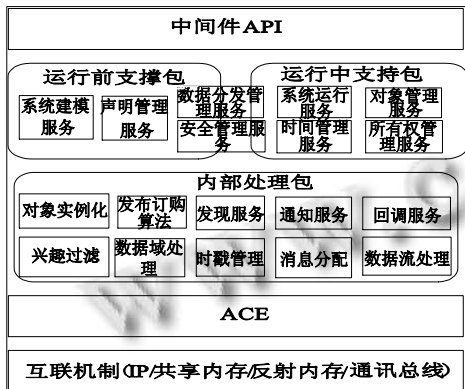 中间件API
运行前支撑包
运行中支持包
系统建模
服务
声明管理
服务
数据分发管
理服务
安全管理服
务
系统运行
服务
对象管理
服务
时间管理
服务
所有权管
理服务
内部处理包
对象实例化
发布订购
算法
发现服务
通知服务
回调服务
兴趣过滤
数据域处
理
时戳管理
消息分配
数据流处理
ACE
互联机制(IP/共享内存/反射内存/通讯总线)